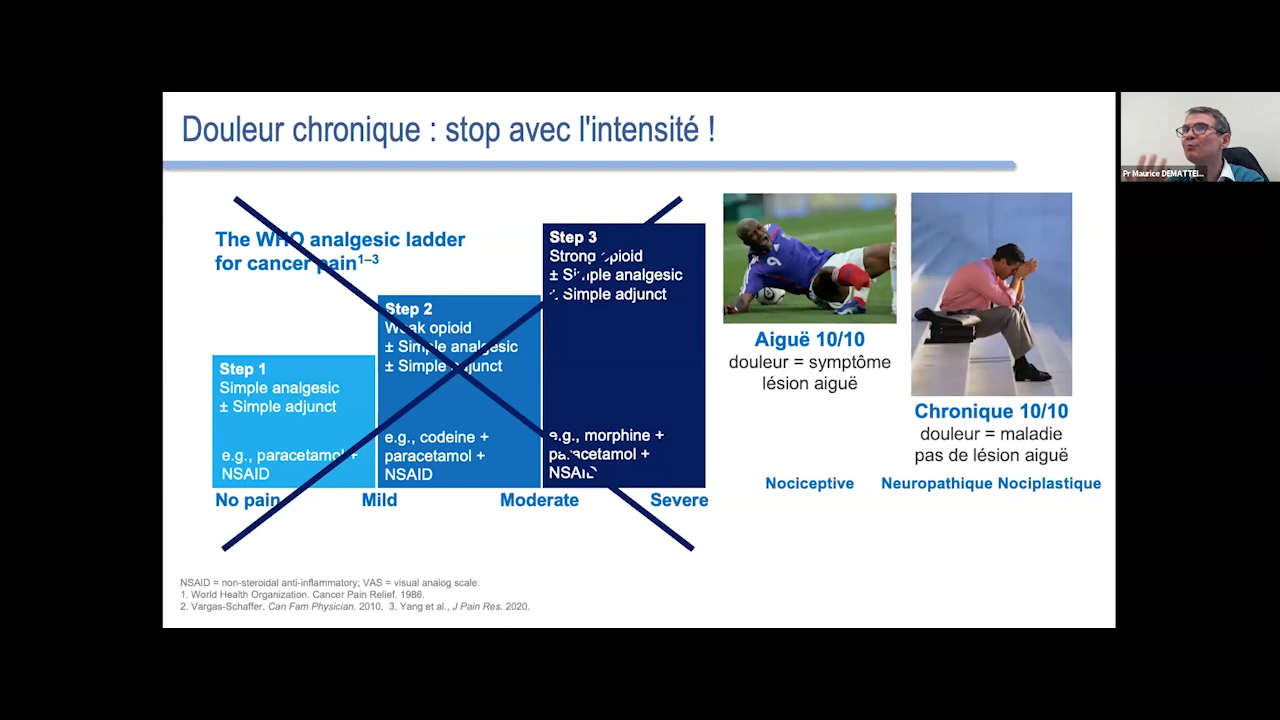 Douleur chronique : stop avec l'intensité !
The WHO analgesic ladder
for cancer pain1–3
Step 1
Simple analgesic
± Simple adjunct
e.g., paracetamol +
NSAID
Step 2
Weak opioid
± Simple analgesic
± Simple adjunct
e.g., codeine +
paracetamol +
NSAID
Step 3
Strong opioid
± Simple analgesic
± Simple adjunct
e.g., morphine +
paracetamol +
NSAID
No pain
Mild
Moderate
Severe
9
Aiguë 10/10
douleur = symptôme
lésion aiguë
Nociceptive
Chronique 10/10
douleur = maladie
pas de lésion aiguë
Neuropathique Nociplastique
NSAID = non-steroidal anti-inflammatory; VAS = visual analog scale.
1. World Health Organization. Cancer Pain Relief. 1986.
2. Vargas-Schaffer. Can Fam Physician. 2010. 3. Yang et al., J Pain Res. 2020.
Pr Maurice DEMATTEI...